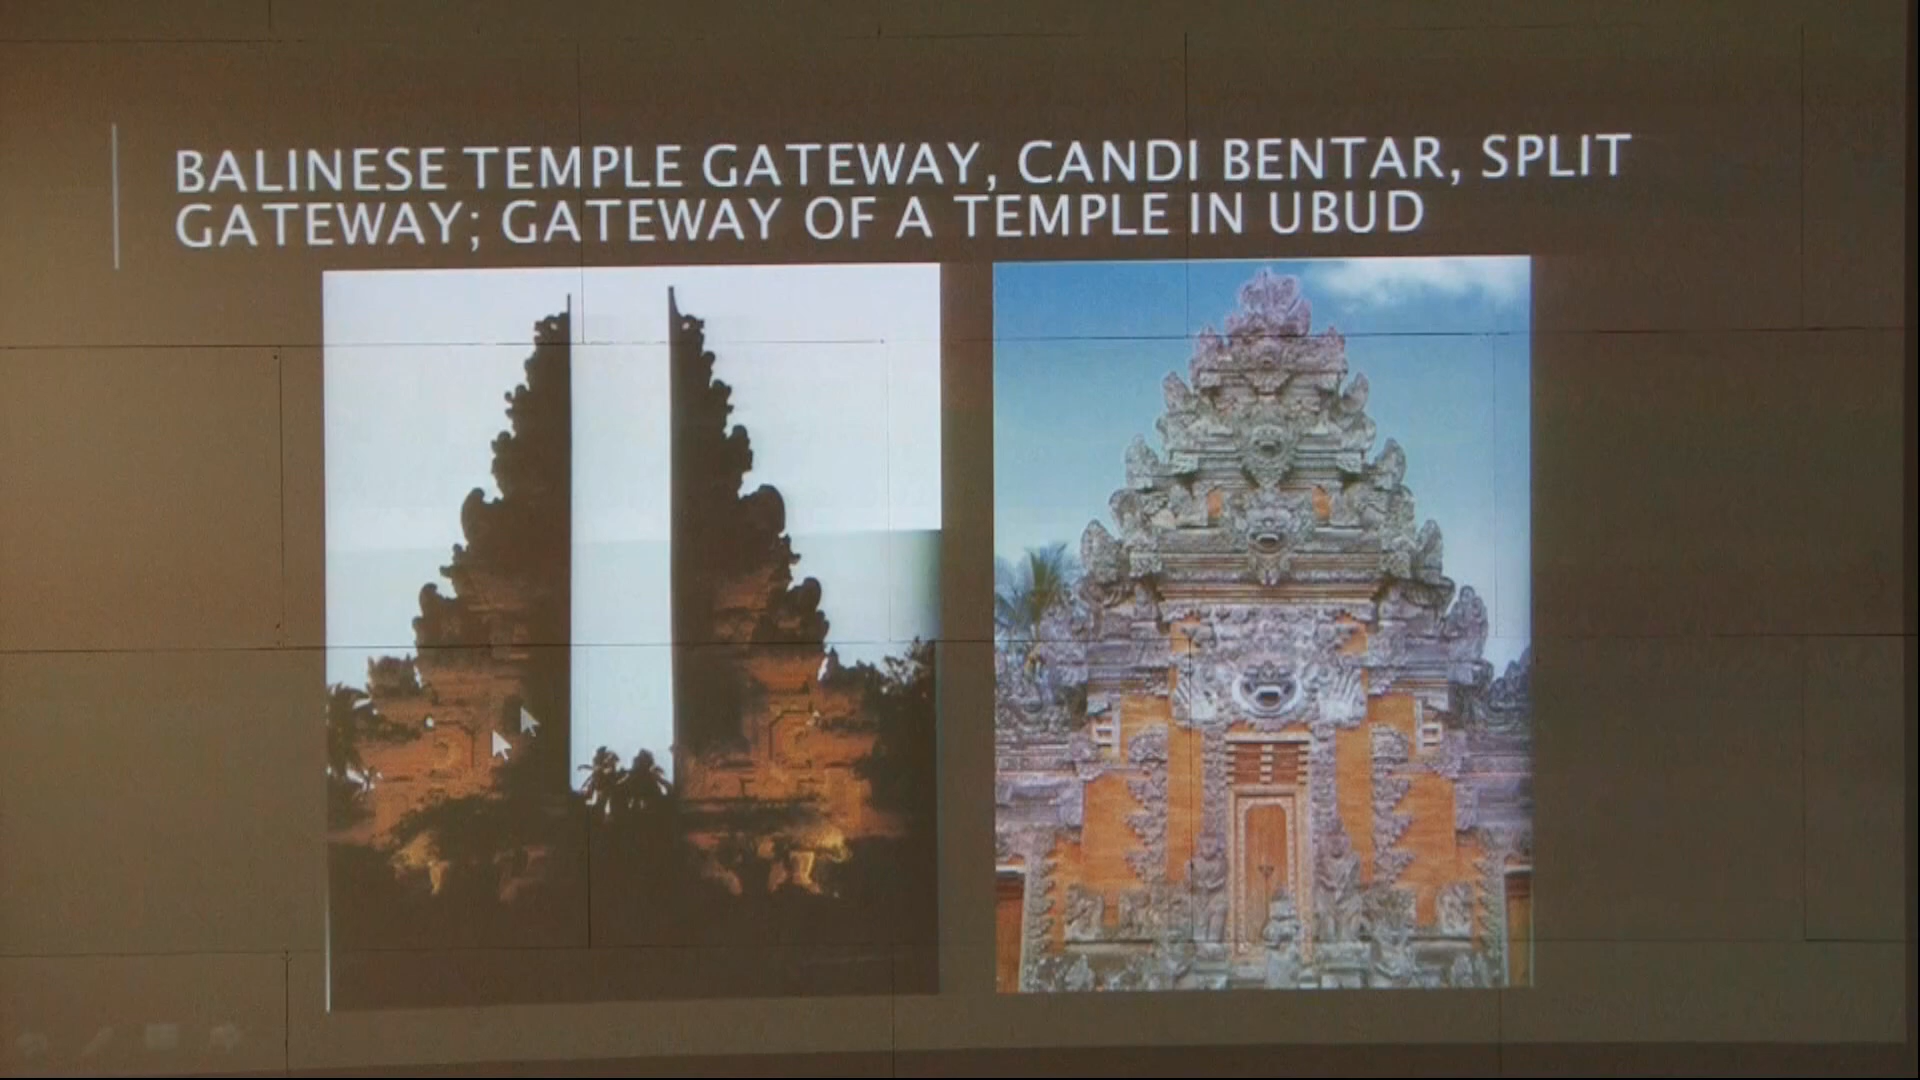 BALINESE TEMPLE GATEWAY, CANDI BENTAR, SPLIT
GATEWAY; GATEWAY OF A TEMPLE IN UBUD